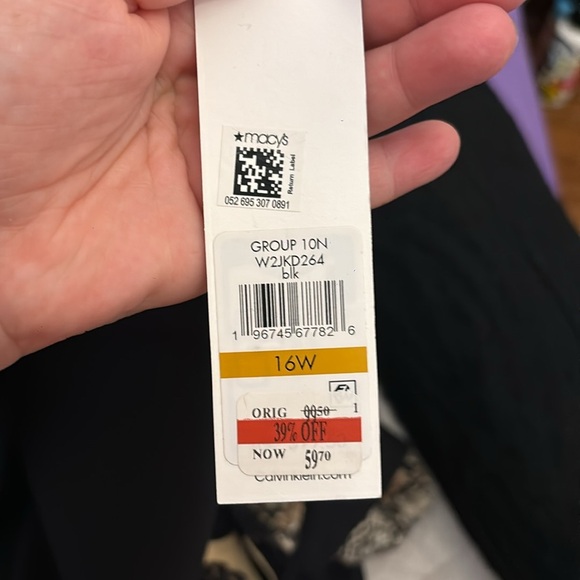 ★macy's
Return Label
052 695 307 0891
GROUP 10N
W2JKD264
blk
1 96745 67782 6
16W
ORIG 9950 1
39% OFF
NOW 5970
Calvinklein.com